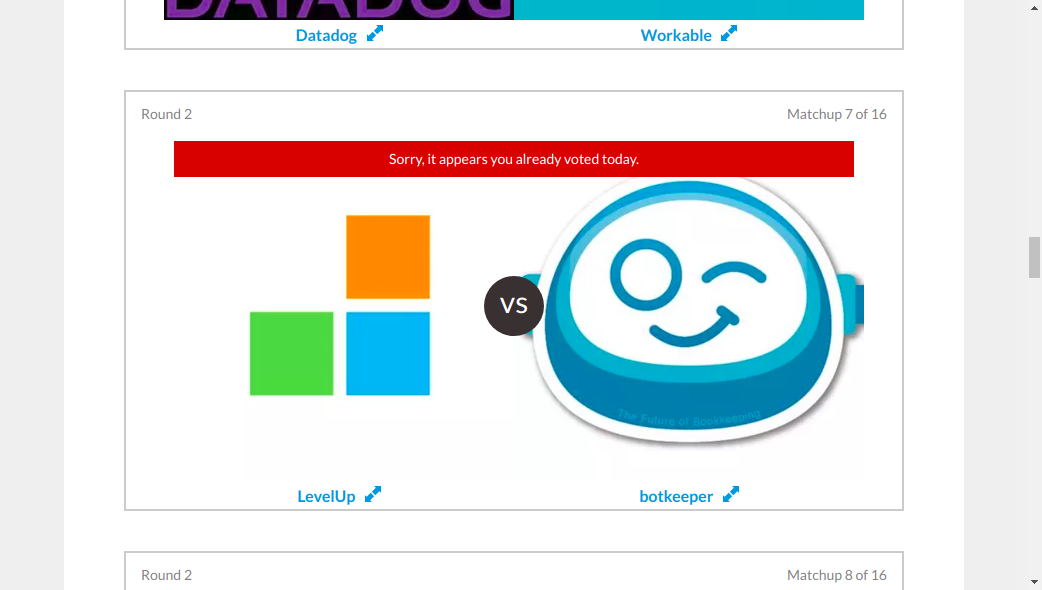 DATADOG
Datadog
Workable
Round 2
Matchup 7 of 16
Sorry, it appears you already voted today.
VS
The Future of Bookkeeping
LevelUp
botkeeper
Round 2
Matchup 8 of 16